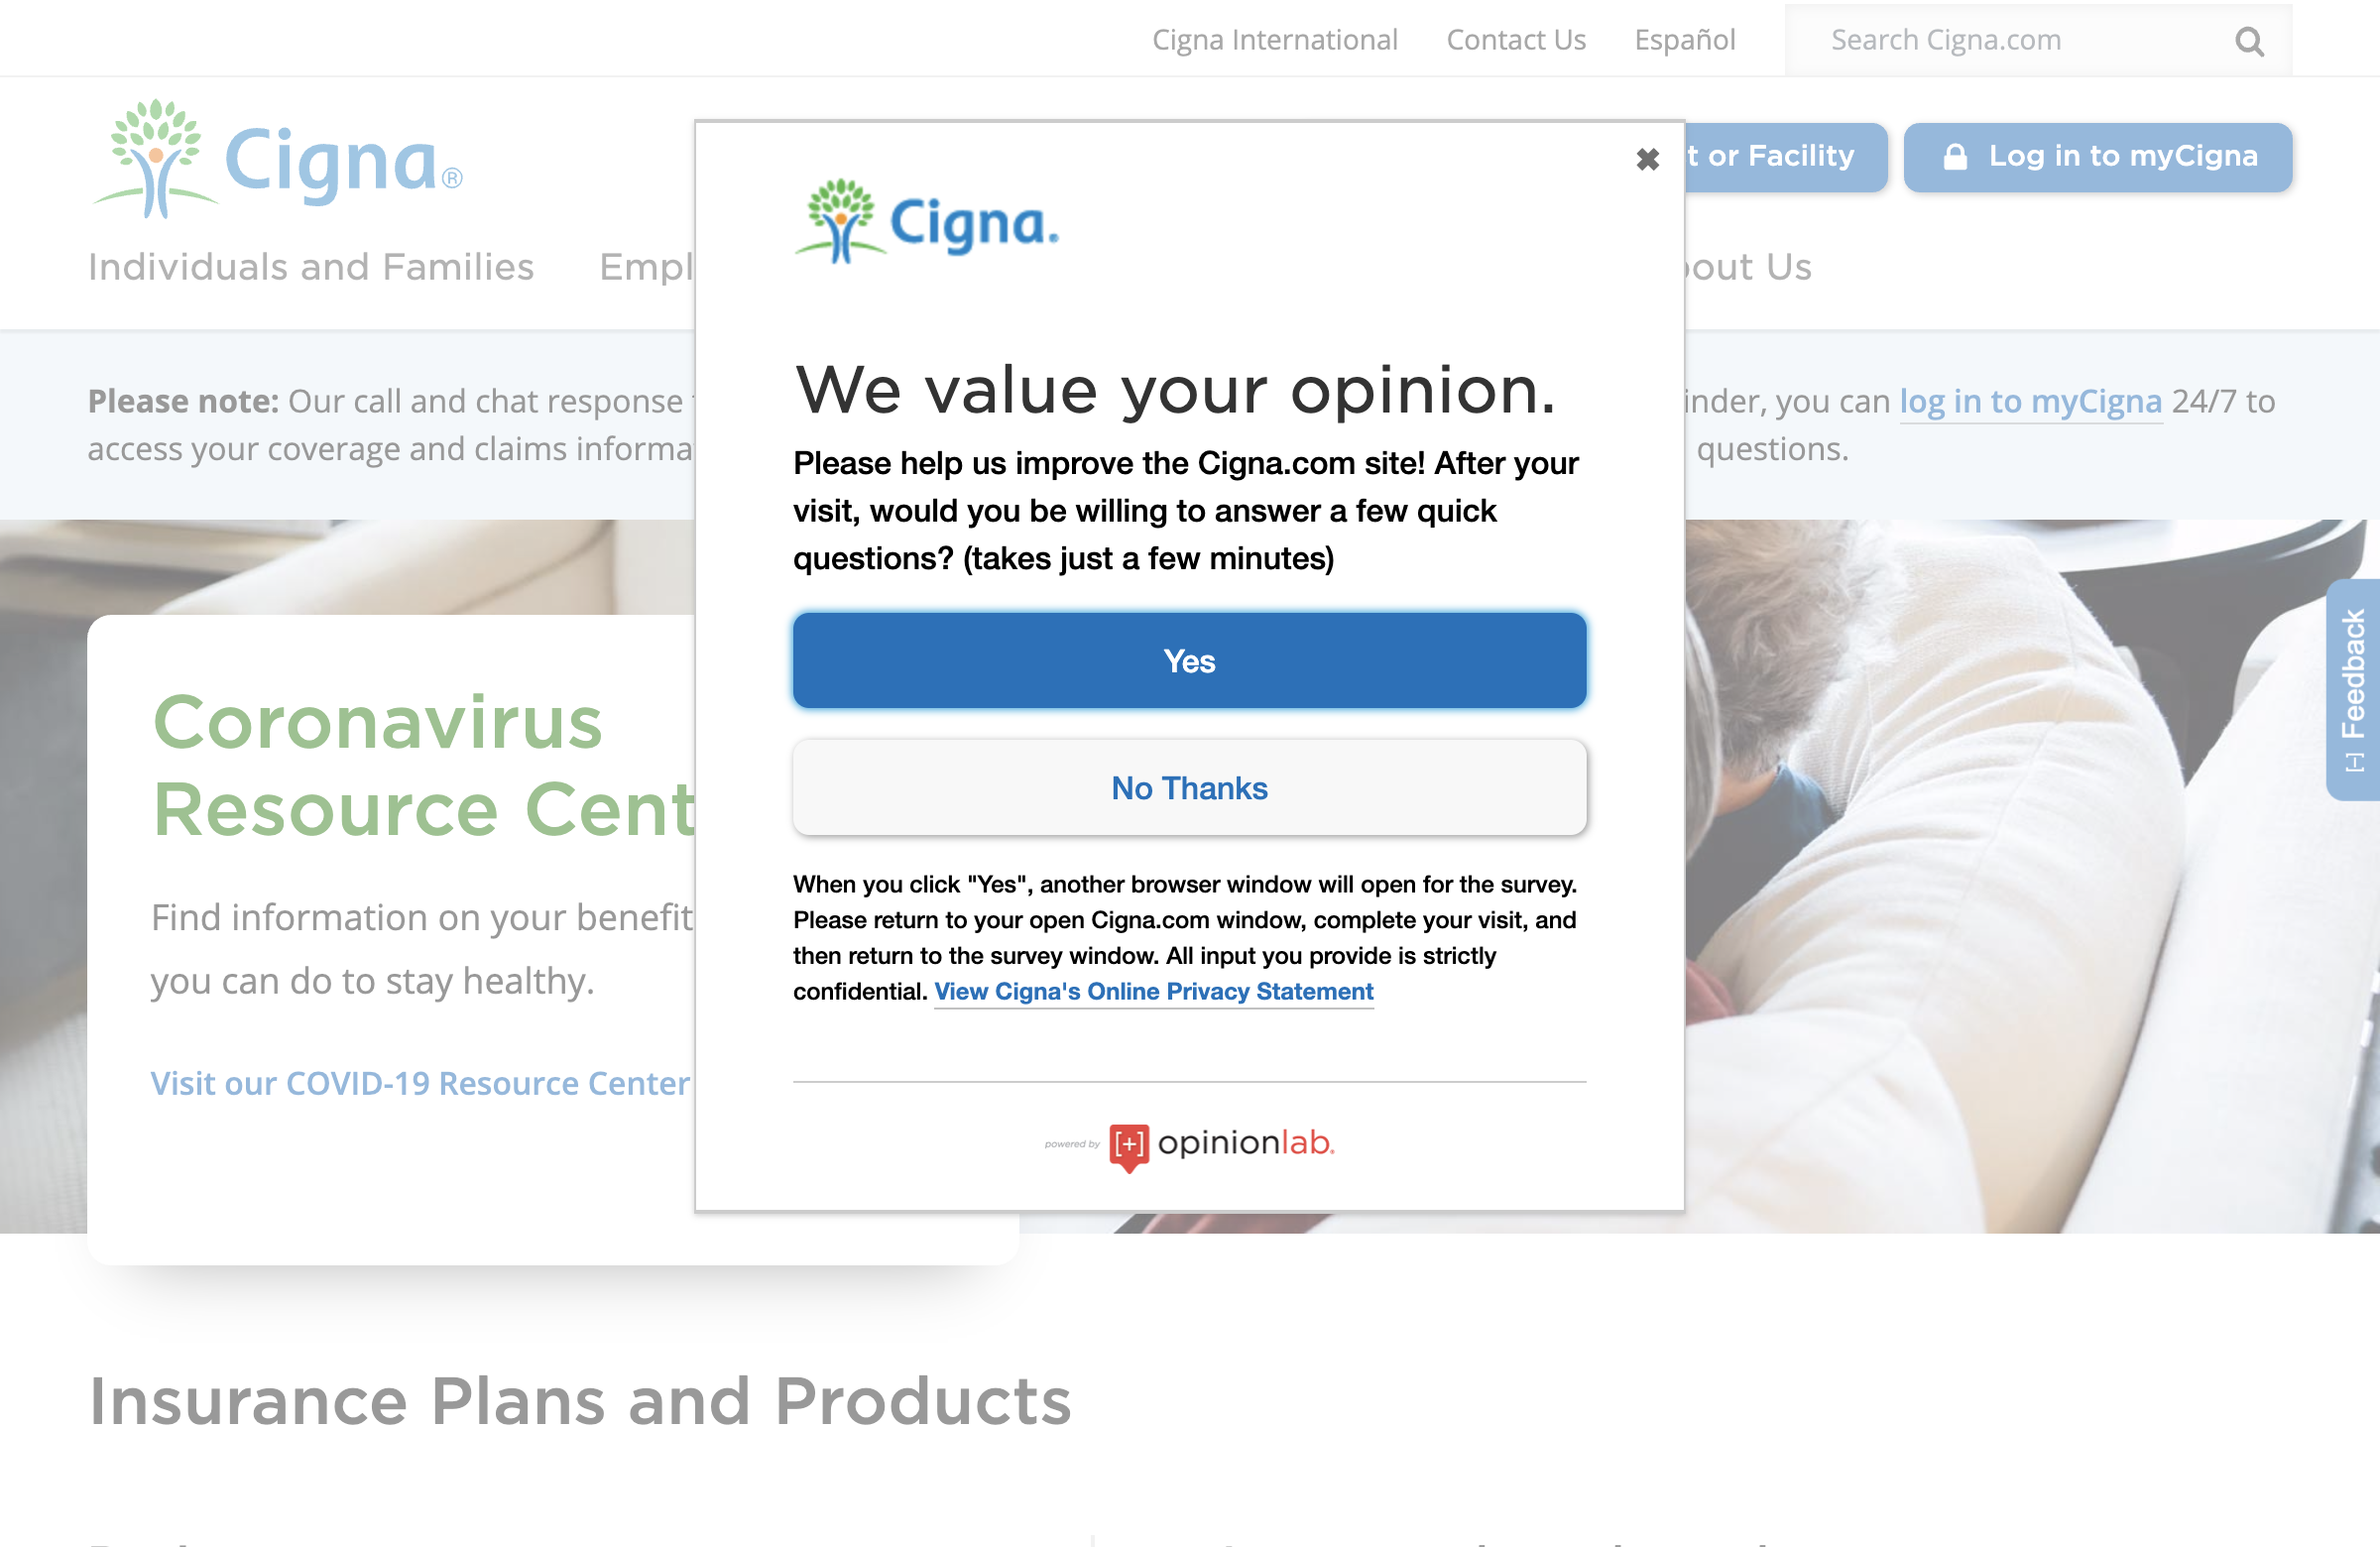 Cigna International Contact Us Español Search Cigna.com
Cigna®
t or Facility Log in to myCigna
Individuals and Families
out Us
Cigna.
Please note: Our call and chat response
you can log in to myCigna 24/7 to
access your coverage and claims
questions.
We value your opinion.
Please help us improve the Cigna.com site! After your
visit, would you be willing to answer a few quick
questions? (takes just a few minutes)
Yes
No Thanks
When you click "Yes", another browser window will open for the survey.
Please return to your open Cigna.com window, complete your visit, and
then return to the survey window. All input you provide is strictly
confidential. View Cigna's Online Privacy Statement
powered by [+] opinionlab.
Coronavirus
Resource Cent
Find information on your benefit
you can do to stay healthy.
Visit our COVID-19 Resource Center
[-] Feedback
Insurance Plans and Products